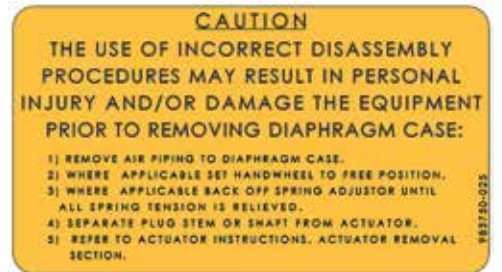 CAUTION
THE USE OF INCORRECT DISASSEMBLY
PROCEDURES MAY RESULT IN PERSONAL
INJURY AND/OR DAMAGE THE EQUIPMENT
PRIOR TO REMOVING DIAPHRAGM CASE:
1) REMOVE AIR PIPING TO DIAPHRAGM CASE.
2) WHERE APPLICABLE SET HANDWHEEL TO FREE POSITION.
3) WHERE APPLICABLE BACK OFF SPRING ADJUSTOR UNTIL
ALL SPRING TENSION IS RELIEVED.
4) SEPARATE PLUG STEM OR SHAFT FROM ACTUATOR.
5) REFER TO ACTUATOR INSTRUCTIONS, ACTUATOR REMOVAL
SECTION.
983750-025